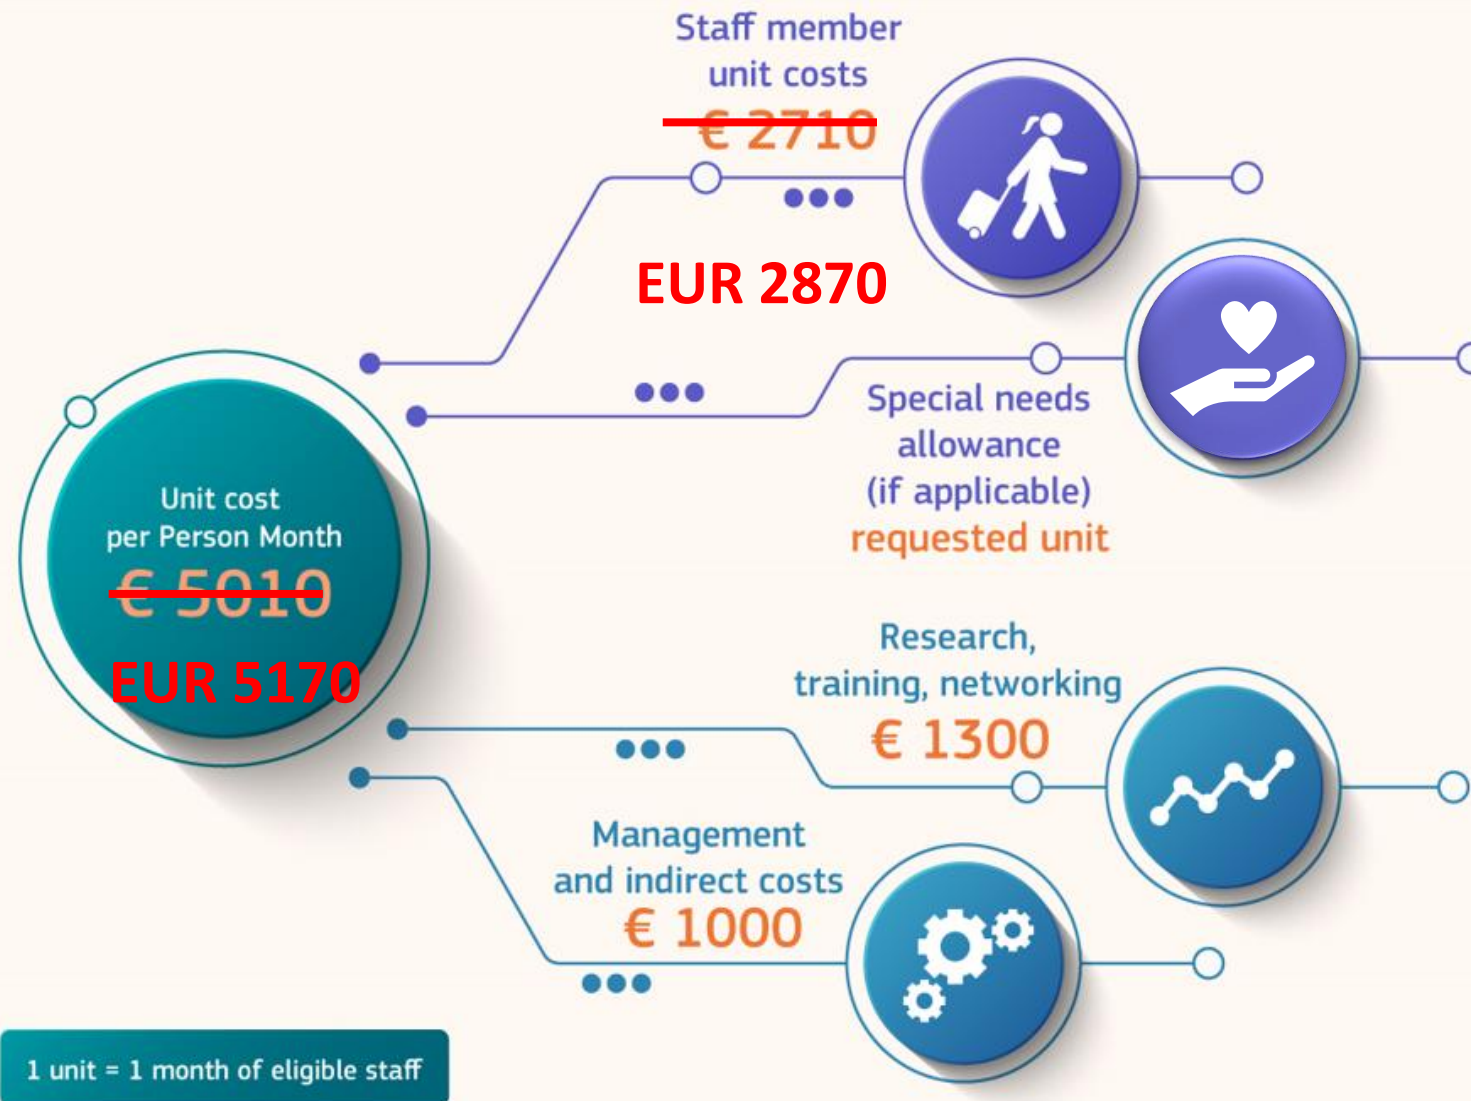 Staff member
unit costs
€ 2710
EUR 2870
Special needs
allowance
(if applicable)
requested unit
Unit cost
per Person Month
€ 5010
EUR 5170
Research,
training, networking
€ 1300
Management
and indirect costs
€ 1000
1 unit = 1 month of eligible staff